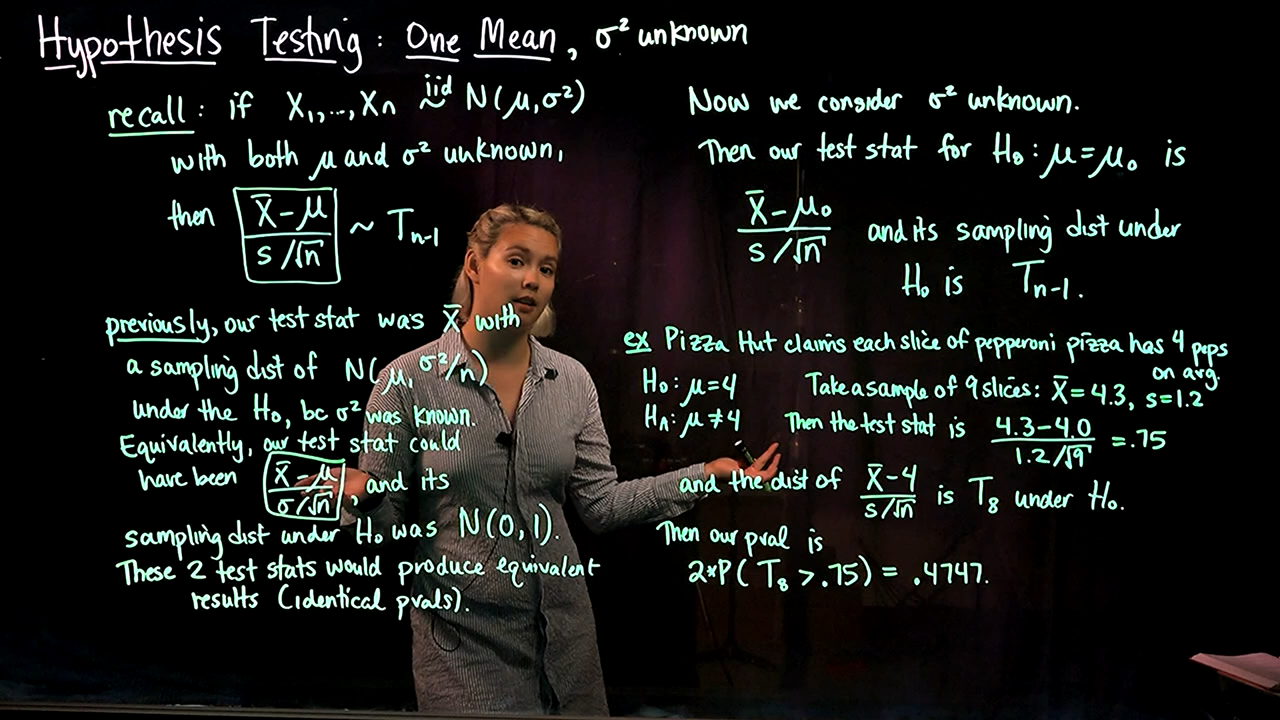 Hypothesis Testing: One Mean, σ² unknown
recall: if X₁,...,Xₙ iid ~ N(μ,σ²)
with both μ and σ² unknown,
then X̄-μ / s/√n ~ Tₙ₋₁
previously, our test stat was X̄ with
a sampling dist of N(μ, σ²/n)
under the H₀, bc σ² was known.
Equivalently, our test stat could
have been X̄-μ / σ/√n, and its
sampling dist under H₀ was N(0,1).
These 2 test stats would produce equivalent
results (identical pvals).
Now we consider σ² unknown.
Then our test stat for H₀: μ=μ₀ is
X̄-μ₀ / s/√n and its sampling dist under
H₀ is Tₙ₋₁.
ex Pizza Hut claims each slice of pepperoni pizza has 4 peps
on avg.
H₀: μ=4 Take a sample of 9 slices: X̄=4.3, s=1.2
Hᴀ: μ≠4 Then the test stat is 4.3-4.0 / 1.2/√9 = .75
and the dist of X̄-4 / s/√n is T₈ under H₀.
Then our pval is
2*P(T₈ > .75) = .4747.